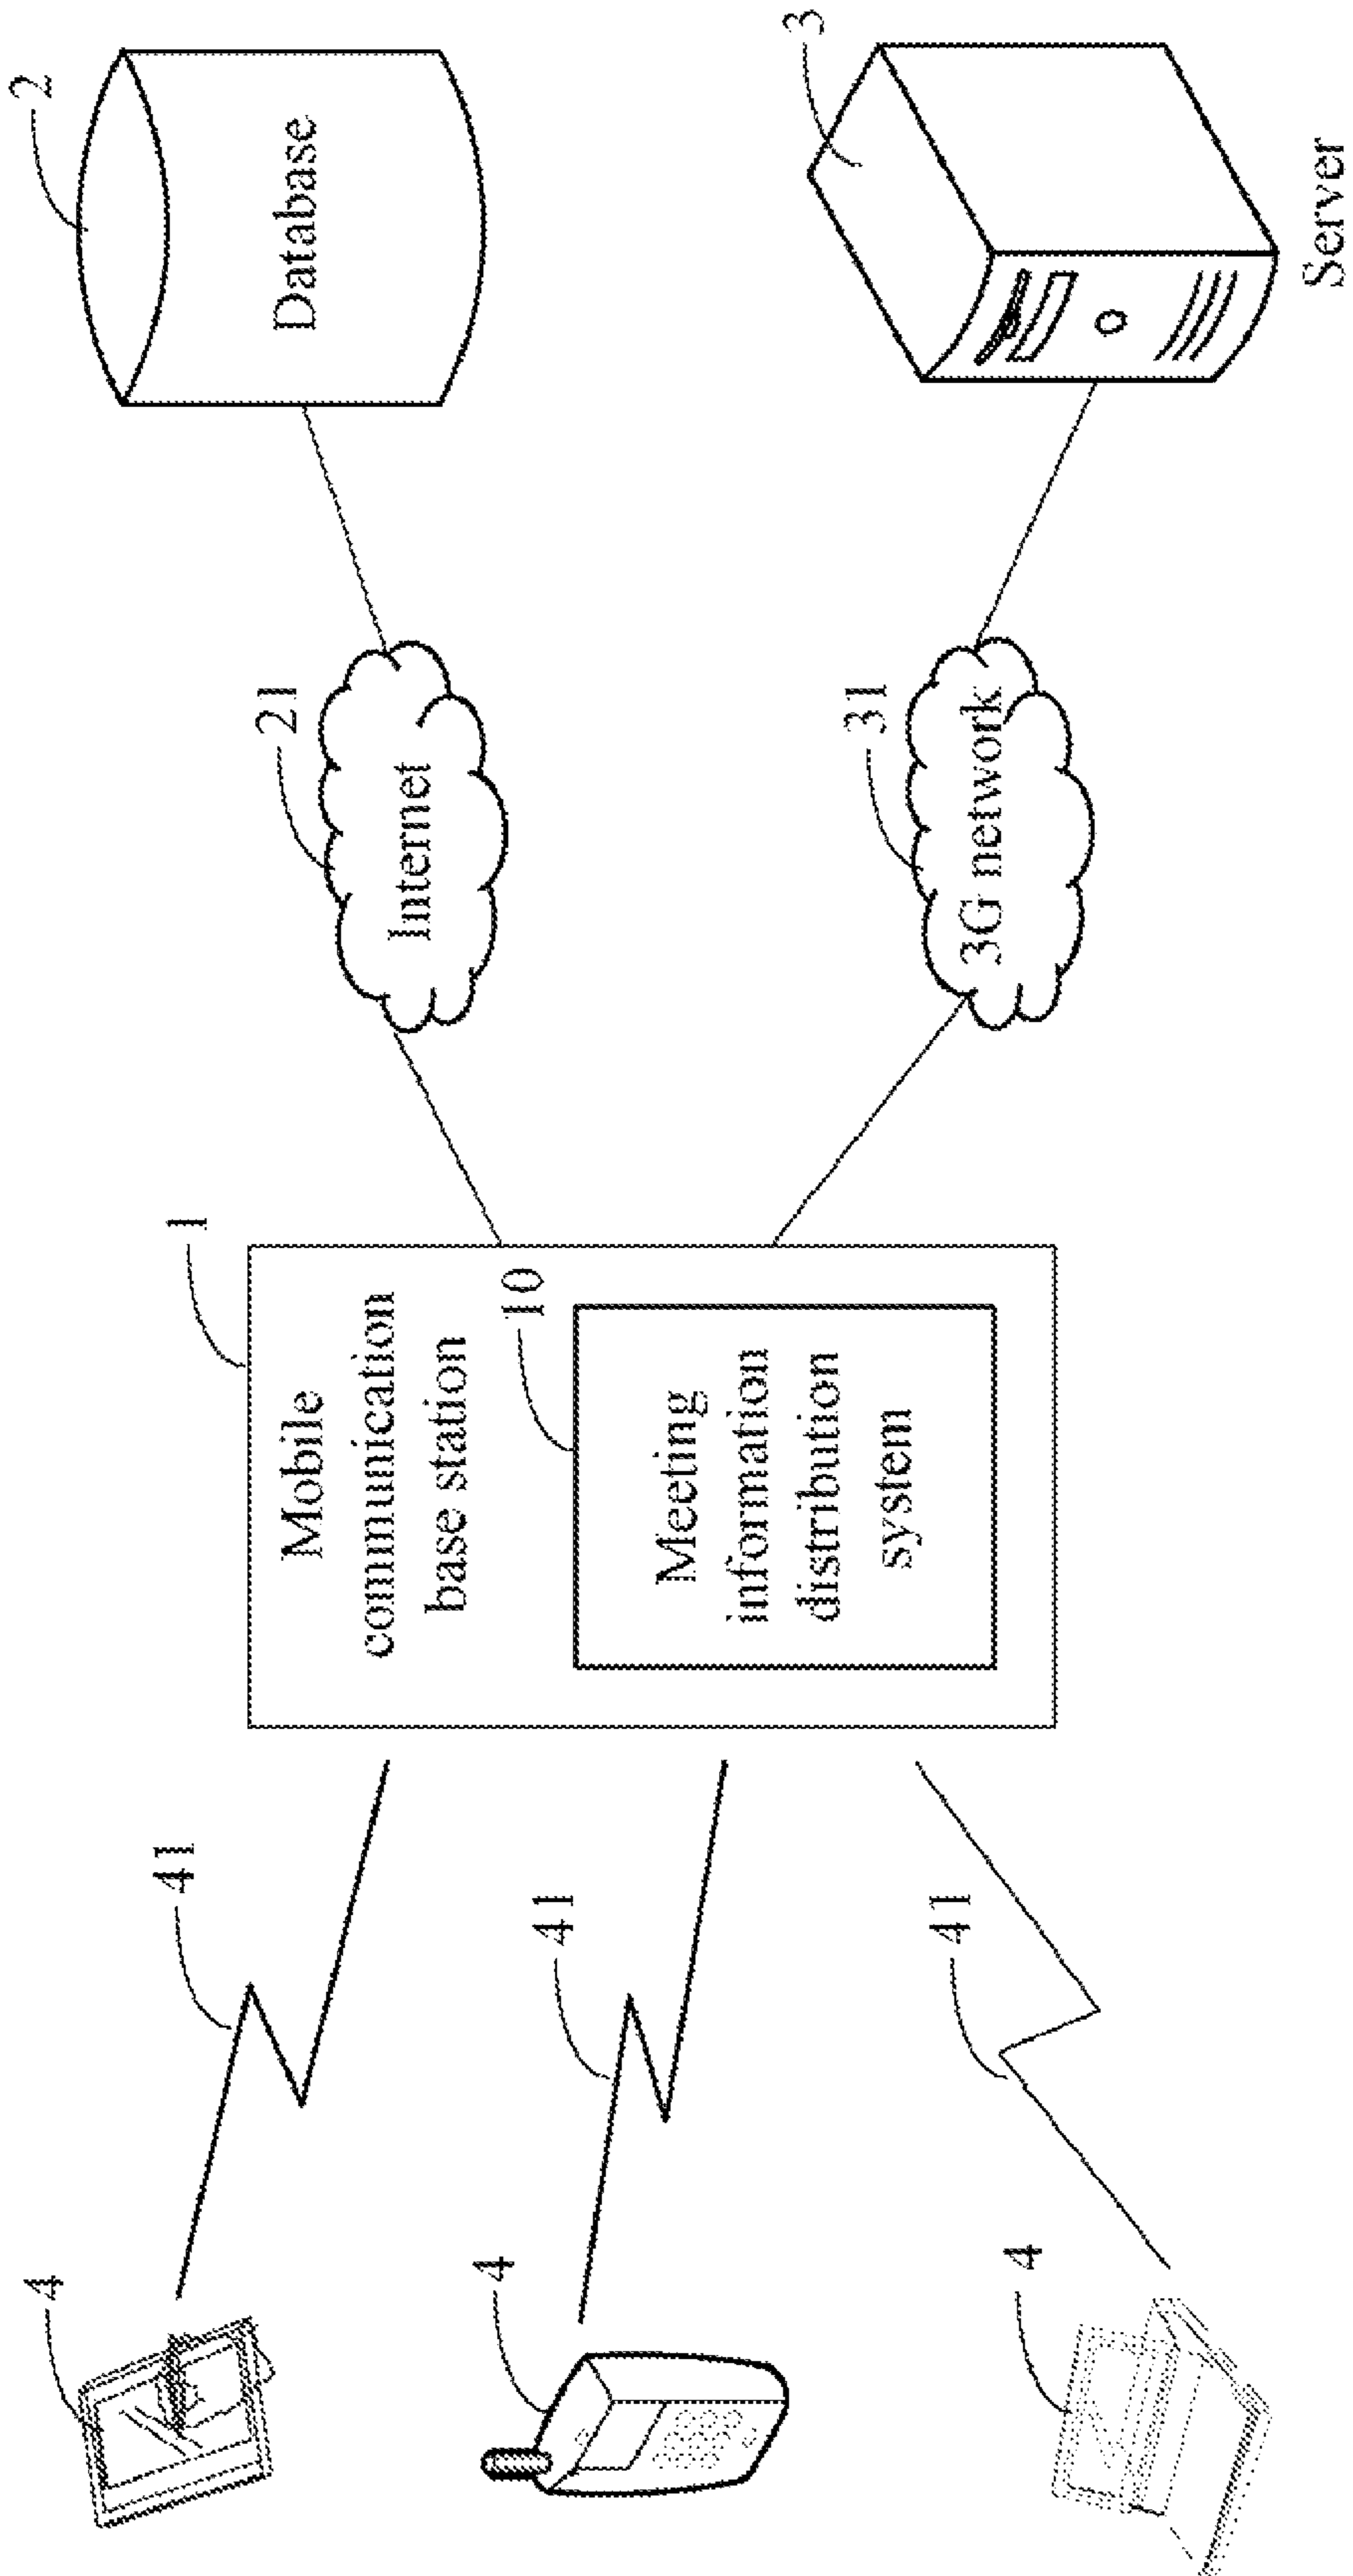 4
41
4
41
4
41
1
Mobile
communication
base station
10
Meeting
information
distribution
system
21
Internet
31
3G network
2
Database
3
Server